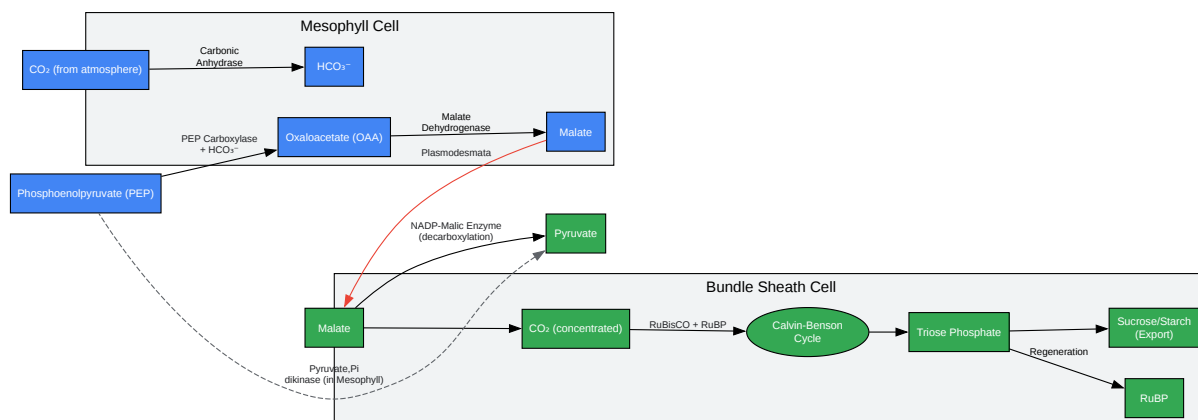 Mesophyll Cell
CO₂ (from atmosphere)
Carbonic
Anhydrase
HCO₃⁻
Phosphoenolpyruvate (PEP)
PEP Carboxylase
+ HCO₃⁻
Oxaloacetate (OAA)
Malate
Dehydrogenase
Malate
Plasmodesmata
NADP-Malic Enzyme
(decarboxylation)
Pyruvate
Bundle Sheath Cell
Malate
CO₂ (concentrated)
RuBisCO + RuBP
Calvin-Benson
Cycle
Triose Phosphate
Sucrose/Starch
(Export)
Regeneration
RuBP
Pyruvate,Pi
dikinase (in Mesophyll)